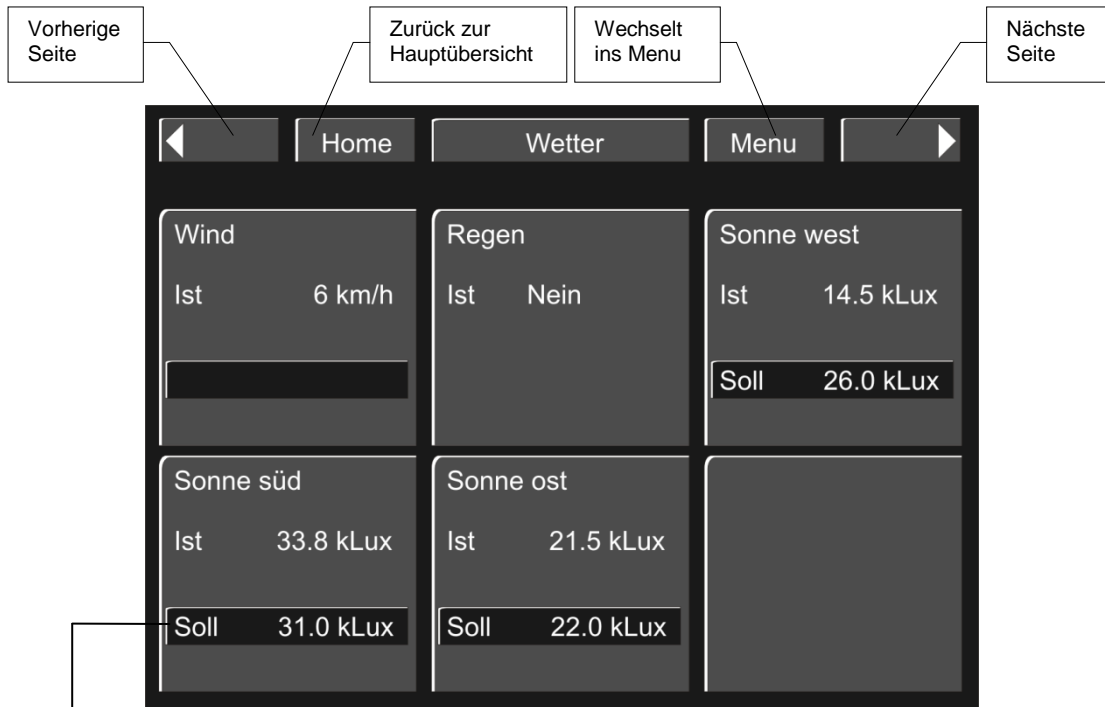 Vorherige
Seite
Zurück zur
Hauptübersicht
Wechselt
ins Menu
Nächste
Seite
Home
Wetter
Menu
Wind
Ist 6 km/h
Regen
Ist Nein
Sonne west
Ist 14.5 kLux
Soll 26.0 kLux
Sonne süd
Ist 33.8 kLux
Soll 31.0 kLux
Sonne ost
Ist 21.5 kLux
Soll 22.0 kLux